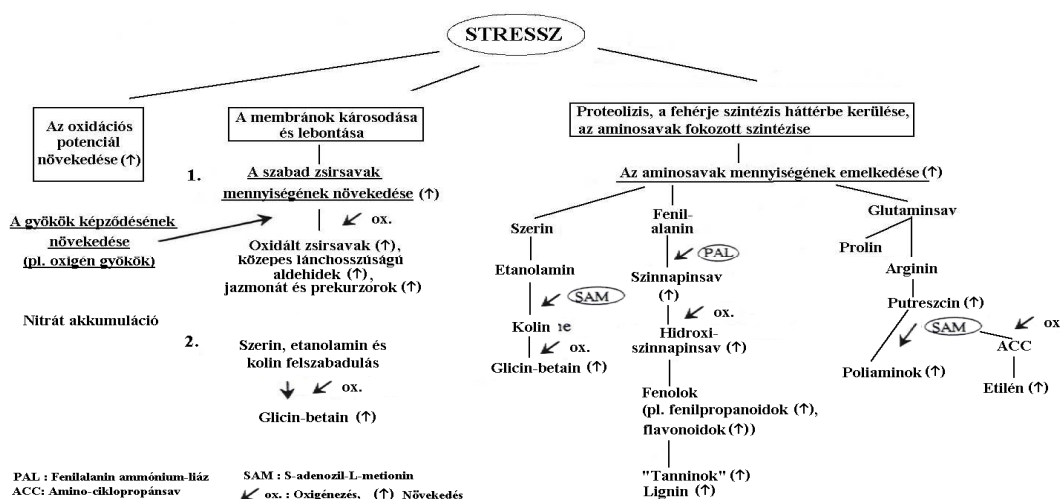 STRESSZ
Az oxidációs
potenciál
növekedése (↑)
A membránok károsodása
és lebontása
Proteolizis, a fehérje szintézis háttérbe kerülése,
az aminosavak fokozott szintézise
1.
A szabad zsirsavak
mennyiségének növekedése (↑)
ox.
A gyökök képződésének
növekedése
(pl. oxigén gyökök)
Oxidált zsirsavak (↑),
közepes lánchosszúságú
aldehidek (↑),
jazmonát és prekurzorok (↑)
Nitrát akkumuláció
2.
Szerin, etanolamin és
kolin felszabadulás
ox.
Glicin-betain (↑)
Az aminosavak mennyiségének emelkedése (↑)
Szerin
Etanolamin
SAM
Kolin ne
ox.
Glicin-betain (↑)
Fenil-
alanin
PAL
Szinnapinsav
(↑)
ox.
Hidroxi-
szinnapinsav (↑)
Fenolok
(pl. fenilpropanoidok (↑),
flavonoidok (↑))
"Tanninok" (↑)
Lignin (↑)
Glutaminsav
Prolin
Arginin
Putreszcin (↑)
SAM
ox
ACC
Poliaminok (↑)
Etilén (↑)
PAL : Fenilalanin ammónium-liáz
ACC: Amino-ciklopropánsav
SAM : S-adenozil-L-metionin
ox. : Oxigénezés, (↑) Növekedés